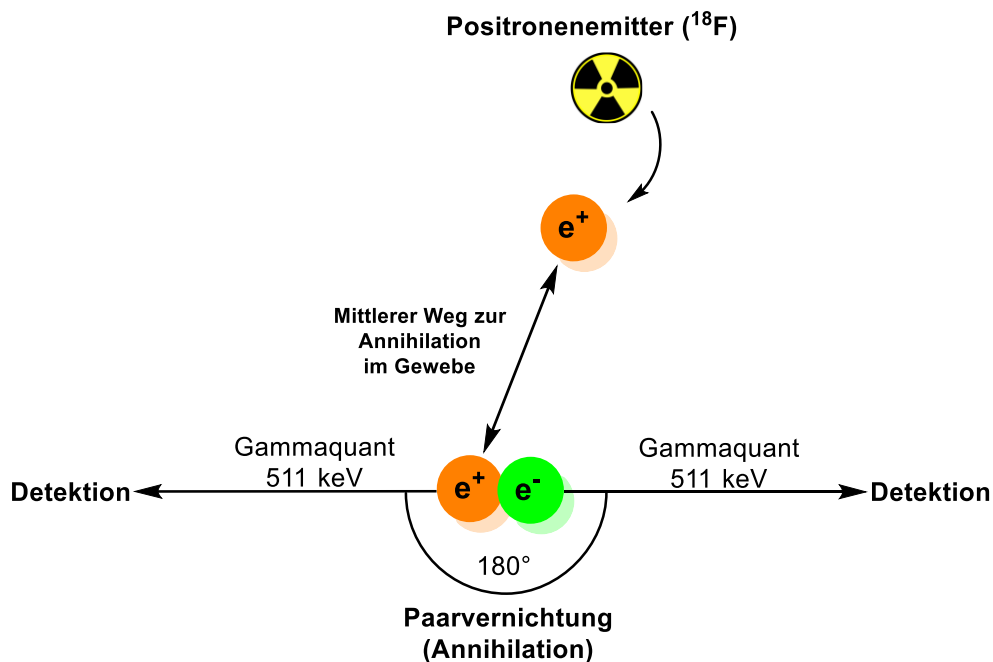 Positronenemitter (¹⁸F)
e⁺
Mittlerer Weg zur
Annihilation
im Gewebe
Gammaquant
511 keV
Gammaquant
511 keV
Detektion
e⁺
e⁻
Detektion
180°
Paarvernichtung
(Annihilation)